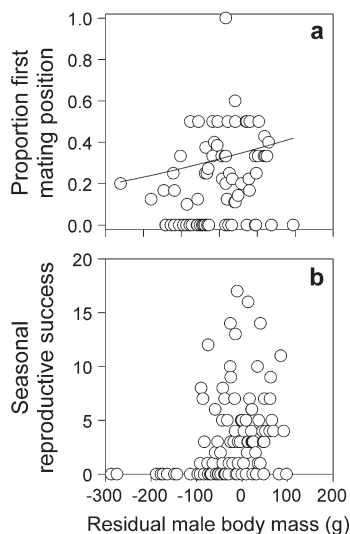 a
Proportion first
mating position
1.0
0.8
0.6
0.4
0.2
0.0
b
Seasonal
reproductive success
20
15
10
5
0
-300 -200 -100 0 100 200
Residual male body mass (g)